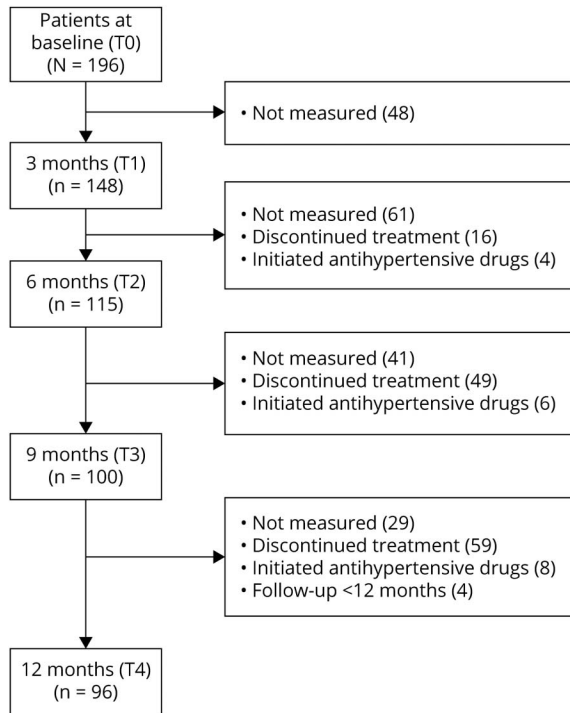 Patients at
baseline (T0)
(N = 196)
• Not measured (48)
3 months (T1)
(n = 148)
• Not measured (61)
• Discontinued treatment (16)
• Initiated antihypertensive drugs (4)
6 months (T2)
(n = 115)
• Not measured (41)
• Discontinued treatment (49)
• Initiated antihypertensive drugs (6)
9 months (T3)
(n = 100)
• Not measured (29)
• Discontinued treatment (59)
• Initiated antihypertensive drugs (8)
• Follow-up <12 months (4)
12 months (T4)
(n = 96)